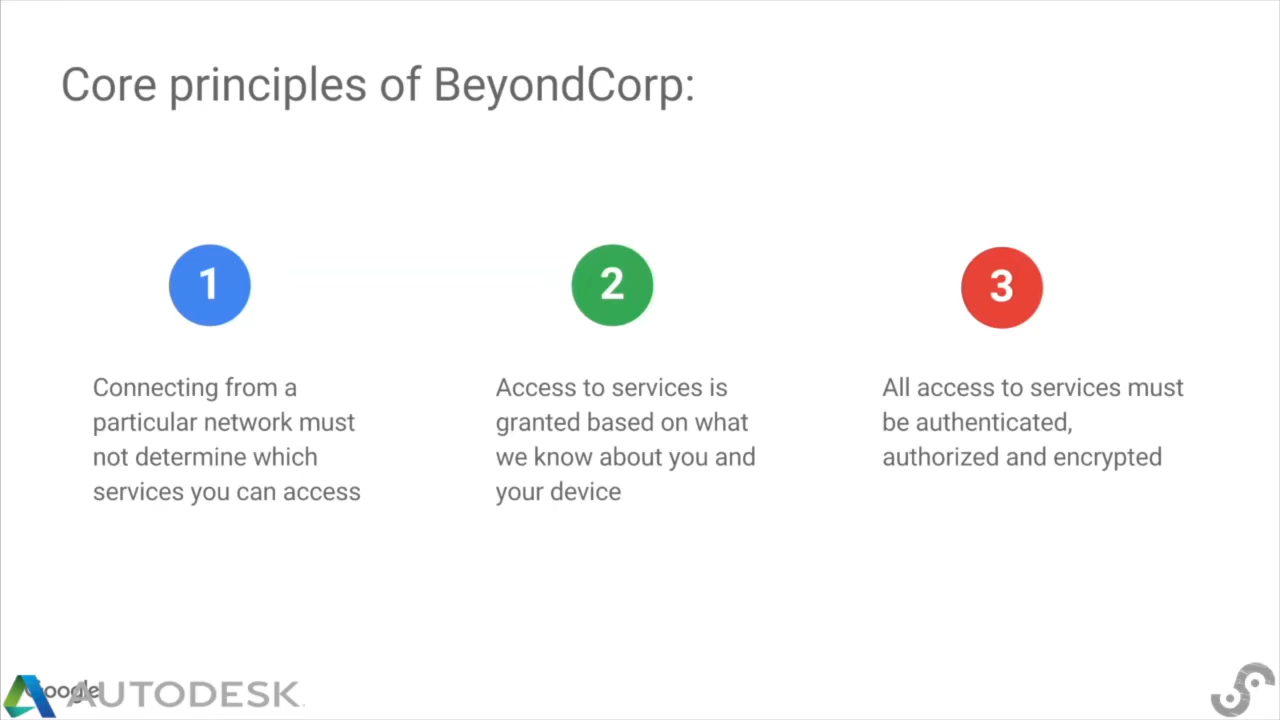 Core principles of BeyondCorp:
1
2
3
Connecting from a
particular network must
not determine which
services you can access
Access to services is
granted based on what
we know about you and
your device
All access to services must
be authenticated,
authorized and encrypted
Google
AUTODESK.